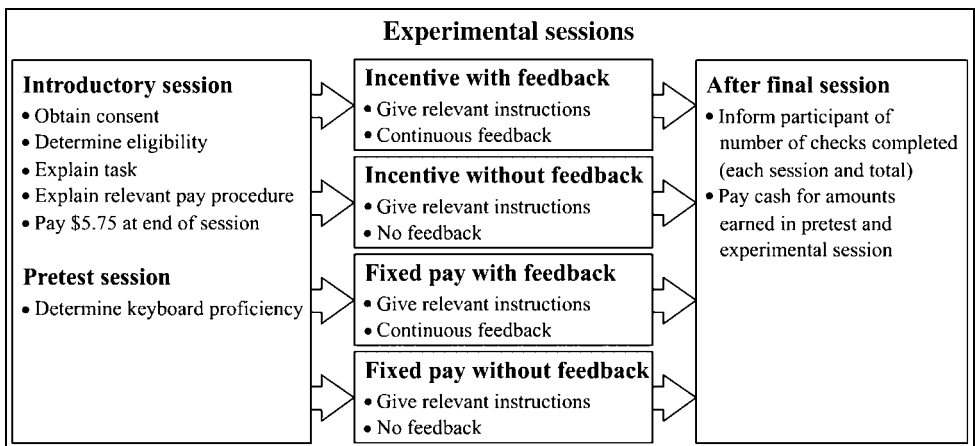 Experimental sessions
Introductory session
• Obtain consent
• Determine eligibility
• Explain task
• Explain relevant pay procedure
• Pay $5.75 at end of session
Pretest session
• Determine keyboard proficiency
Incentive with feedback
• Give relevant instructions
• Continuous feedback
Incentive without feedback
• Give relevant instructions
• No feedback
Fixed pay with feedback
• Give relevant instructions
• Continuous feedback
Fixed pay without feedback
• Give relevant instructions
• No feedback
After final session
• Inform participant of
number of checks completed
(each session and total)
• Pay cash for amounts
earned in pretest and
experimental session